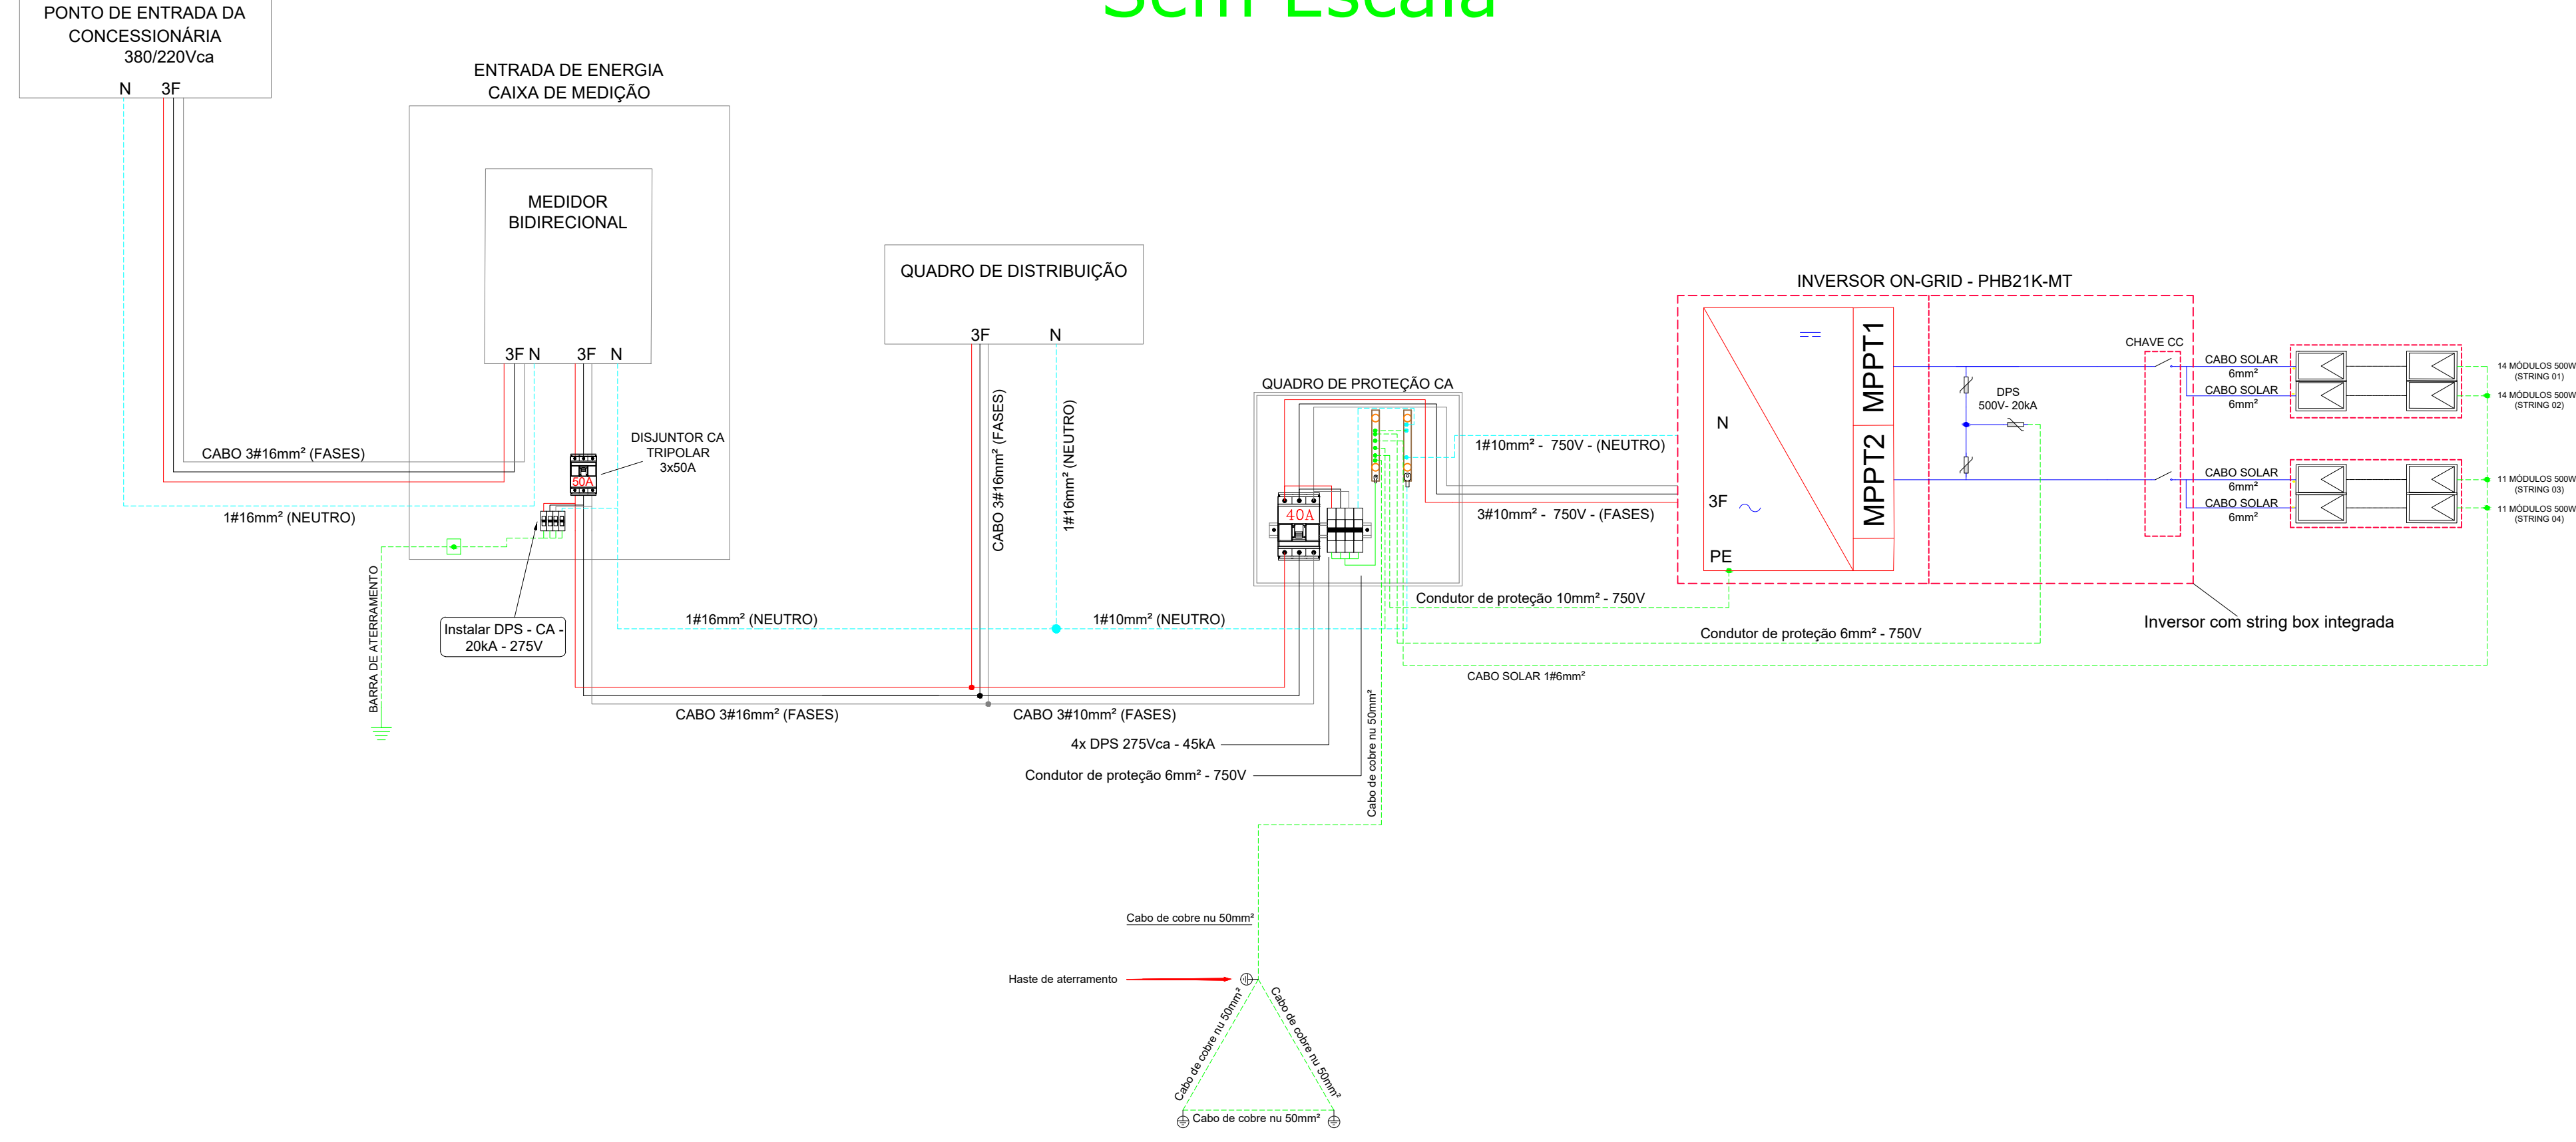 Sem Escala
PONTO DE ENTRADA DA
CONCESSIONÁRIA
380/220Vca
N
3F
ENTRADA DE ENERGIA
CAIXA DE MEDIÇÃO
MEDIDOR
BIDIRECIONAL
3F N
3F N
DISJUNTOR CA
TRIPOLAR
3x50A
50A
CABO 3#16mm² (FASES)
1#16mm² (NEUTRO)
BARRA DE ATERRAMENTO
Instalar DPS - CA -
20kA - 275V
QUADRO DE DISTRIBUIÇÃO
3F
N
CABO 3#16mm² (FASES)
1#16mm² (NEUTRO)
1#16mm² (NEUTRO)
1#10mm² (NEUTRO)
CABO 3#16mm² (FASES)
CABO 3#10mm² (FASES)
4x DPS 275Vca - 45kA
Condutor de proteção 6mm² - 750V
QUADRO DE PROTEÇÃO CA
40A
1#10mm² - 750V - (NEUTRO)
3#10mm² - 750V - (FASES)
Condutor de proteção 10mm² - 750V
Condutor de proteção 6mm² - 750V
CABO SOLAR 1#6mm²
Cabo de cobre nu 50mm²
INVERSOR ON-GRID - PHB21K-MT
N
3F
PE
MPPT1
MPPT2
DPS
500V- 20kA
CHAVE CC
Inversor com string box integrada
CABO SOLAR
6mm²
CABO SOLAR
6mm²
CABO SOLAR
6mm²
CABO SOLAR
6mm²
14 MÓDULOS 500W
(STRING 01)
14 MÓDULOS 500W
(STRING 02)
11 MÓDULOS 500W
(STRING 03)
11 MÓDULOS 500W
(STRING 04)
Cabo de cobre nu 50mm²
Haste de aterramento
Cabo de cobre nu 50mm²
Cabo de cobre nu 50mm²
Cabo de cobre nu 50mm²